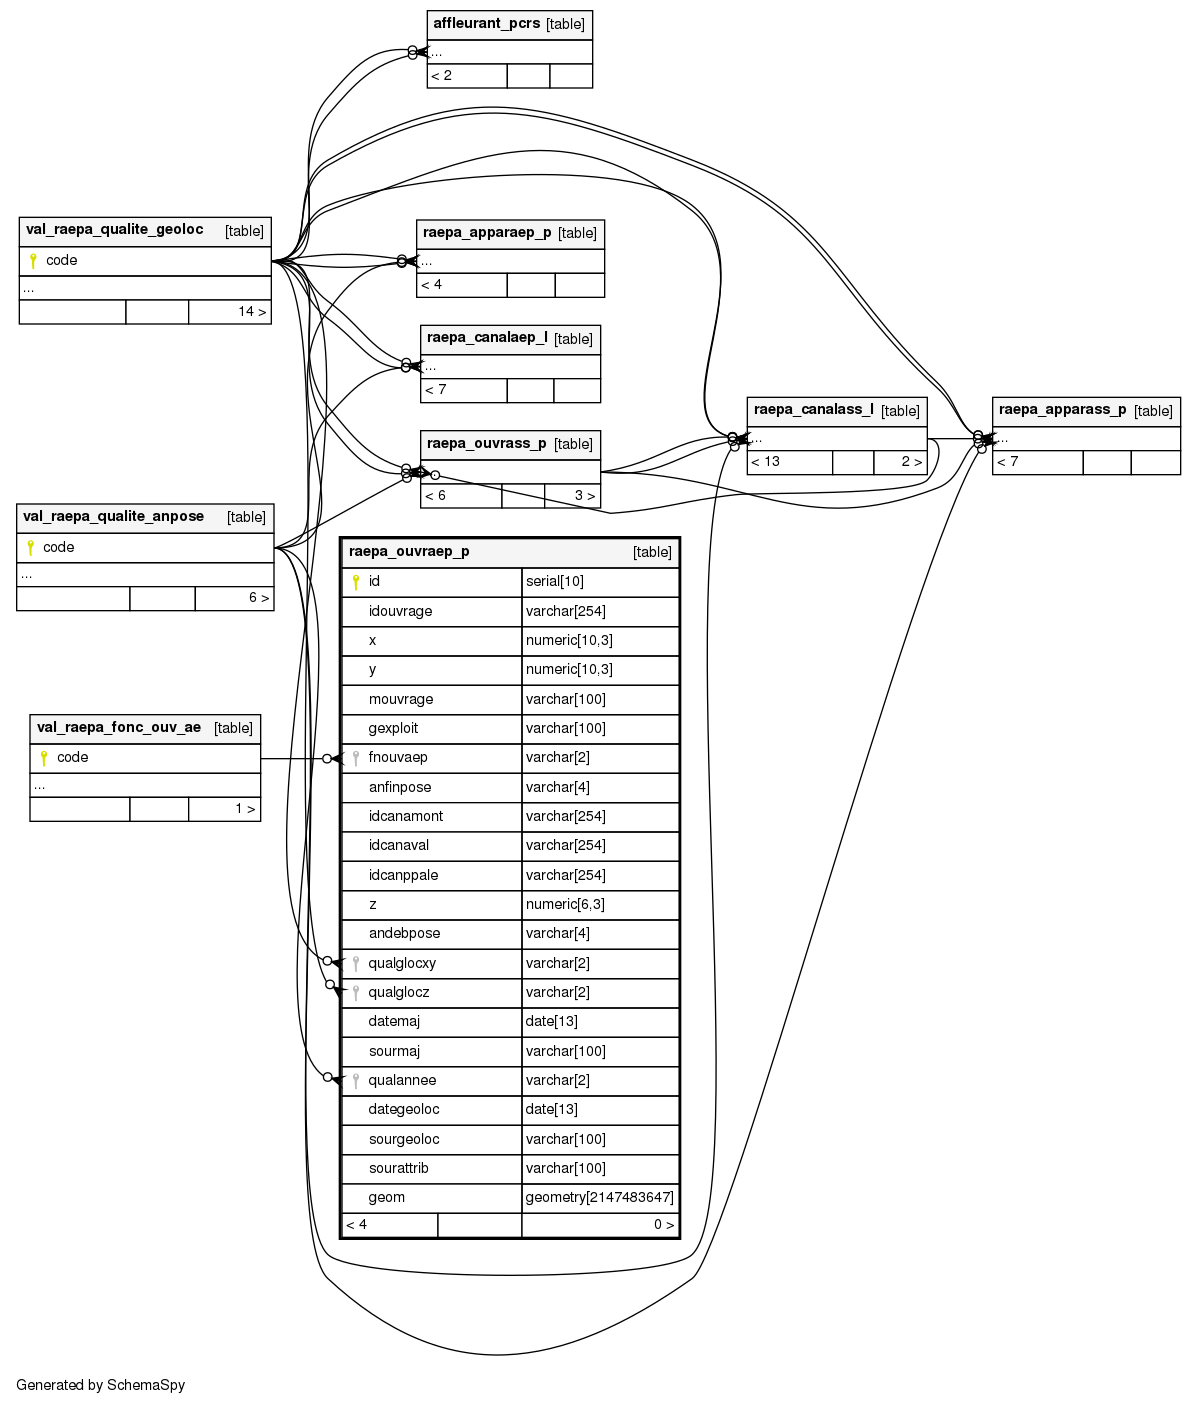 affleurant_pcrs [table]
...
< 2
val_raepa_qualite_geoloc [table]
code
...
14 >
raepa_apparaep_p [table]
...
< 4
raepa_canalaep_l [table]
...
< 7
raepa_ouvrass_p [table]
...
< 6 3 >
raepa_canalass_l [table]
...
< 13 2 >
raepa_apparass_p [table]
...
< 7
val_raepa_qualite_anpose [table]
code
...
6 >
val_raepa_fonc_ouv_ae [table]
code
...
1 >
raepa_ouvraep_p [table]
id serial[10]
idouvrage varchar[254]
x numeric[10,3]
y numeric[10,3]
mouvrage varchar[100]
gexploit varchar[100]
fnouvaep varchar[2]
anfinpose varchar[4]
idcanamont varchar[254]
idcanaval varchar[254]
idcanppale varchar[254]
z numeric[6,3]
andebpose varchar[4]
qualglocxy varchar[2]
qualglocz varchar[2]
datemaj date[13]
sourmaj varchar[100]
qualannee varchar[2]
dategeoloc date[13]
sourgeoloc varchar[100]
sourattrib varchar[100]
geom geometry[2147483647]
< 4 0 >
Generated by SchemaSpy